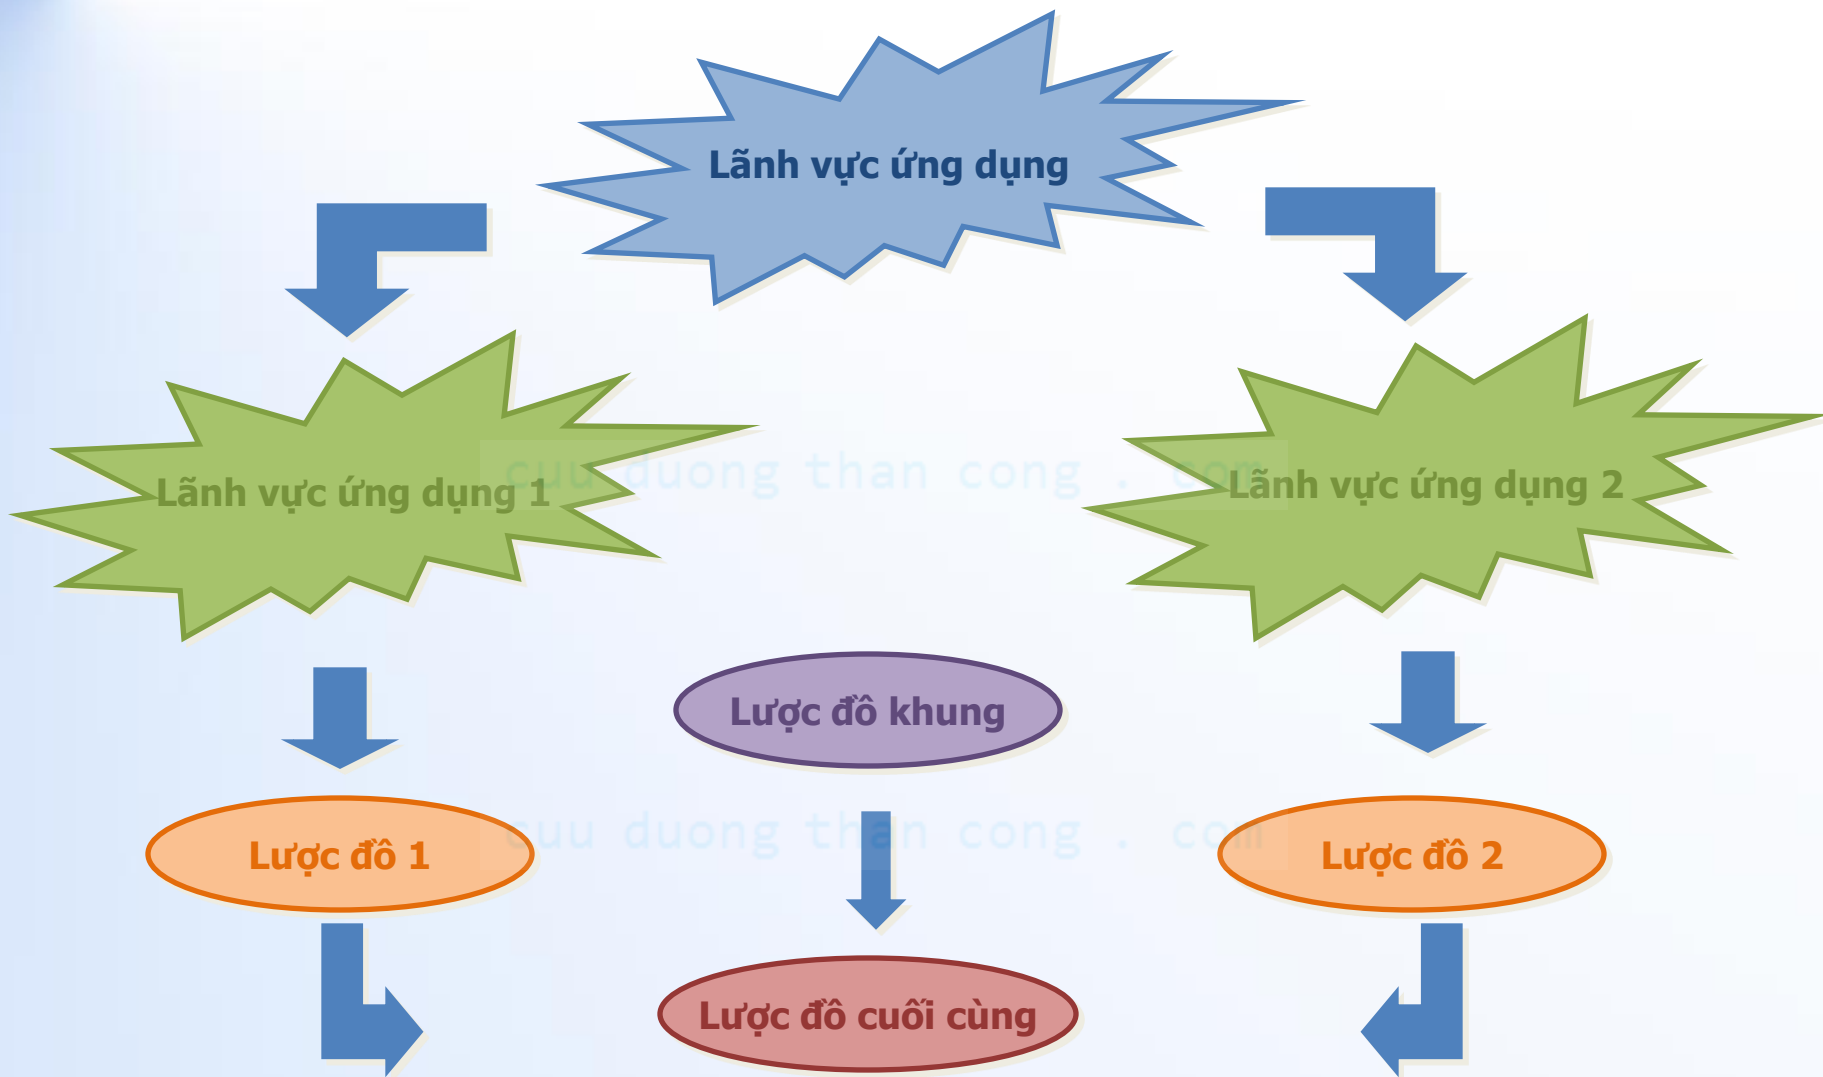 Lãnh vực ứng dụng
Lãnh vực ứng dụng 1
cuu duong than cong . com
Lãnh vực ứng dụng 2
Lược đồ khung
Lược đồ 1
cuu duong than cong . com
Lược đồ 2
Lược đồ cuối cùng